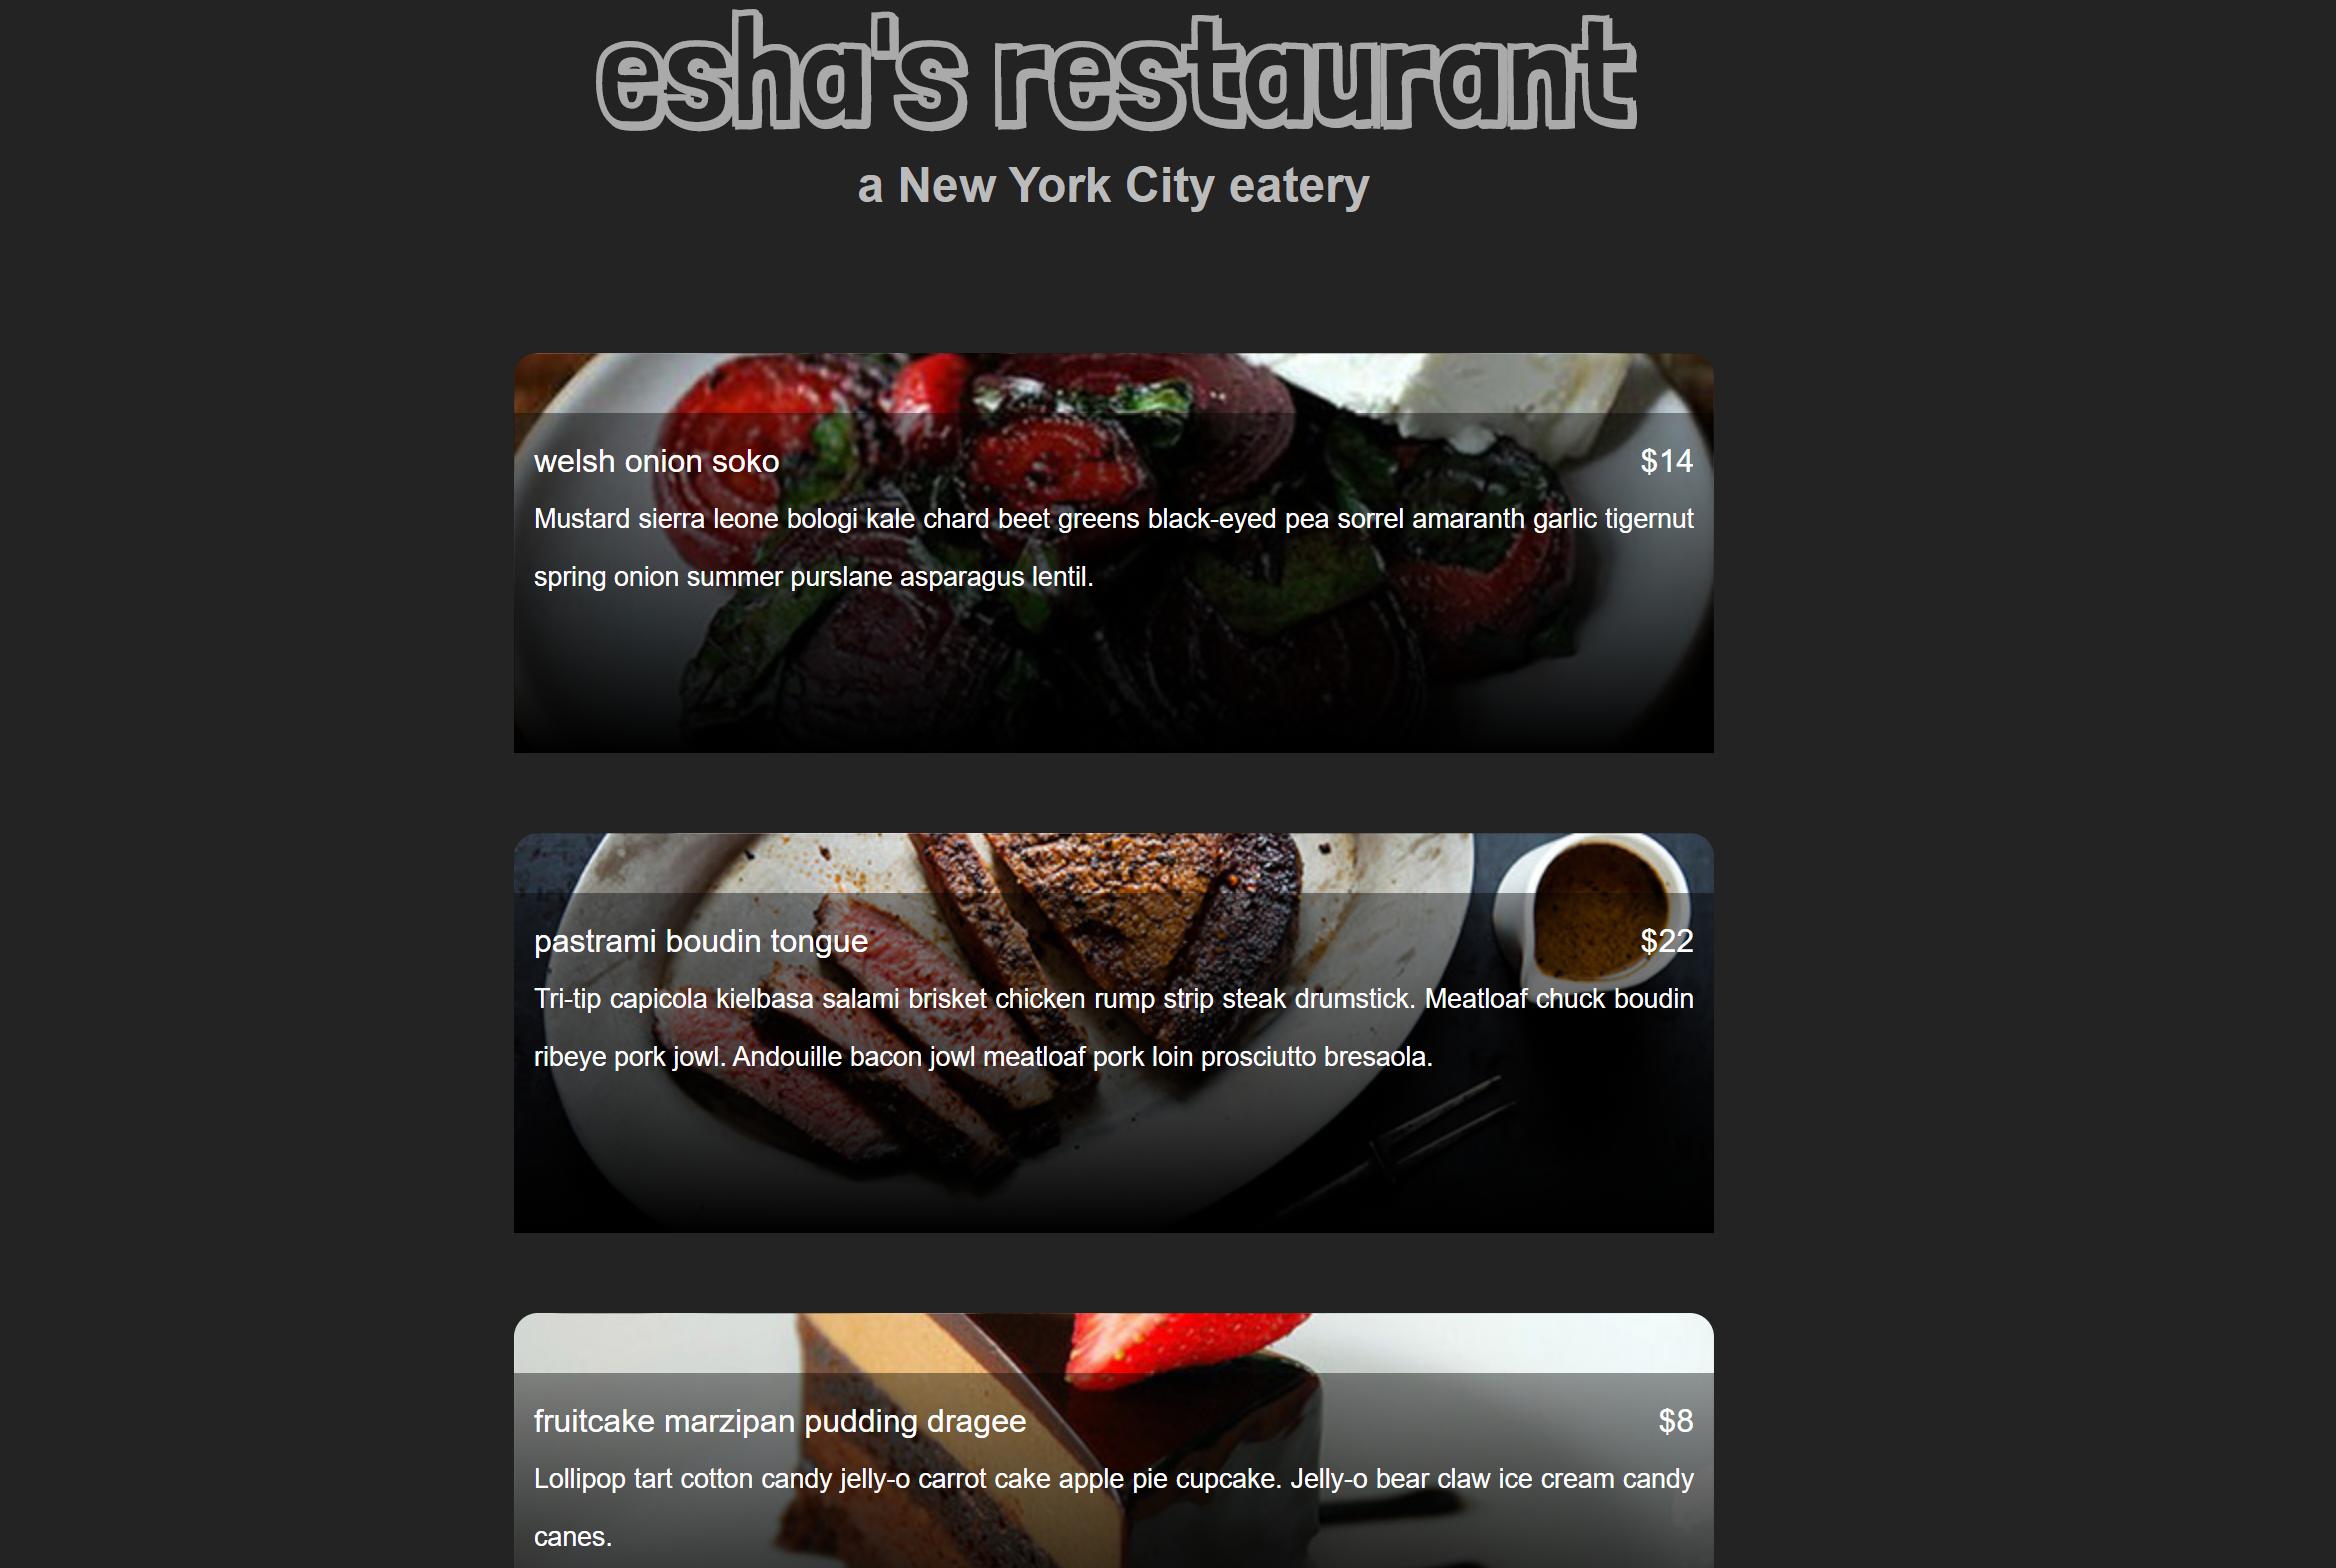 esha's restaurant
a New York City eatery
welsh onion soko $14
Mustard sierra leone bologi kale chard beet greens black-eyed pea sorrel amaranth garlic tigernut
spring onion summer purslane asparagus lentil.
pastrami boudin tongue $22
Tri-tip capicola kielbasa salami brisket chicken rump strip steak drumstick. Meatloaf chuck boudin
ribeye pork jowl. Andouille bacon jowl meatloaf pork loin prosciutto bresaola.
fruitcake marzipan pudding dragee $8
Lollipop tart cotton candy jelly-o carrot cake apple pie cupcake. Jelly-o bear claw ice cream candy
canes.